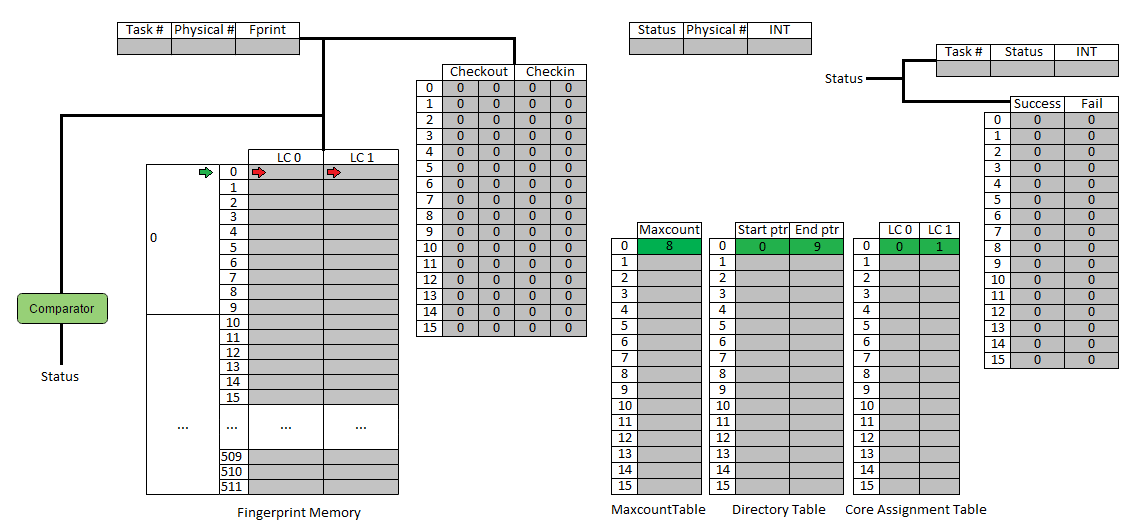 Task # Physical # Fprint
Status Physical # INT
Task # Status INT
Status
Checkout Checkin
0 0 0 0 0
1 0 0 0 0
2 0 0 0 0
3 0 0 0 0
4 0 0 0 0
5 0 0 0 0
6 0 0 0 0
7 0 0 0 0
8 0 0 0 0
9 0 0 0 0
10 0 0 0 0
11 0 0 0 0
12 0 0 0 0
13 0 0 0 0
14 0 0 0 0
15 0 0 0 0
Success Fail
0 0 0
1 0 0
2 0 0
3 0 0
4 0 0
5 0 0
6 0 0
7 0 0
8 0 0
9 0 0
10 0 0
11 0 0
12 0 0
13 0 0
14 0 0
15 0 0
LC 0 LC 1
0
0
1
2
3
4
5
6
7
8
9
10
11
12
13
14
15
... ... ... ...
509
510
511
Fingerprint Memory
Comparator
Status
Maxcount
0 8
1
2
3
4
5
6
7
8
9
10
11
12
13
14
15
MaxcountTable
Start ptr End ptr
0 0 9
1
2
3
4
5
6
7
8
9
10
11
12
13
14
15
Directory Table
LC 0 LC 1
0 0 1
1
2
3
4
5
6
7
8
9
10
11
12
13
14
15
Core Assignment Table